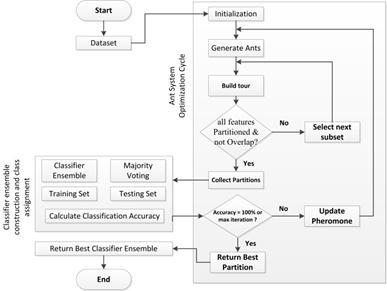 Start
Dataset
Initialization
Generate Ants
Build tour
all features
Partitioned &
not Overlap?
No
Select next
subset
Yes
Collect Partitions
Ant System
Optimization Cycle
Classifier
Ensemble
Majority
Voting
Training Set
Testing Set
Calculate Classification Accuracy
Classifier ensemble
construction and class
assignment
Accuracy = 100% or
max iteration ?
No
Update
Pheromone
Yes
Return Best
Partition
Return Best Classifier Ensemble
End